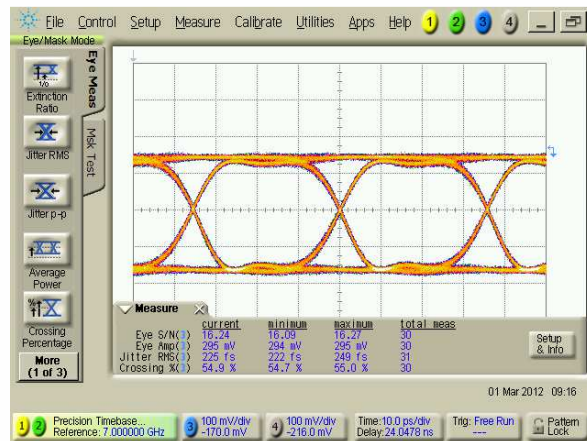 File Control Setup Measure Calibrate Utilities Apps Help 1 2 3 4
Eye/Mask Mode
Eye Meas
Msk Test
1/0
Extinction
Ratio
Jitter RMS
Jitter p-p
Average
Power
Crossing
Percentage
More
(1 of 3)
Measure
current minimum maximum total meas
Eye S/N(3) 16.24 16.09 16.27 30
Eye Amp(3) 295 mV 294 mV 295 mV 30
Jitter RMS(3) 225 fs 222 fs 249 fs 31
Crossing %(3) 54.9 % 54.7 % 55.0 % 30
Setup
& Info
01 Mar 2012 09:16
1 2 Precision Timebase...
Reference: 7.000000 GHz
3 100 mV/div
-170.0 mV
4 100 mV/div
-216.0 mV
Time:10.0 ps/div
Delay:24.0478 ns
Trig: Free Run
---
Pattern
Lock